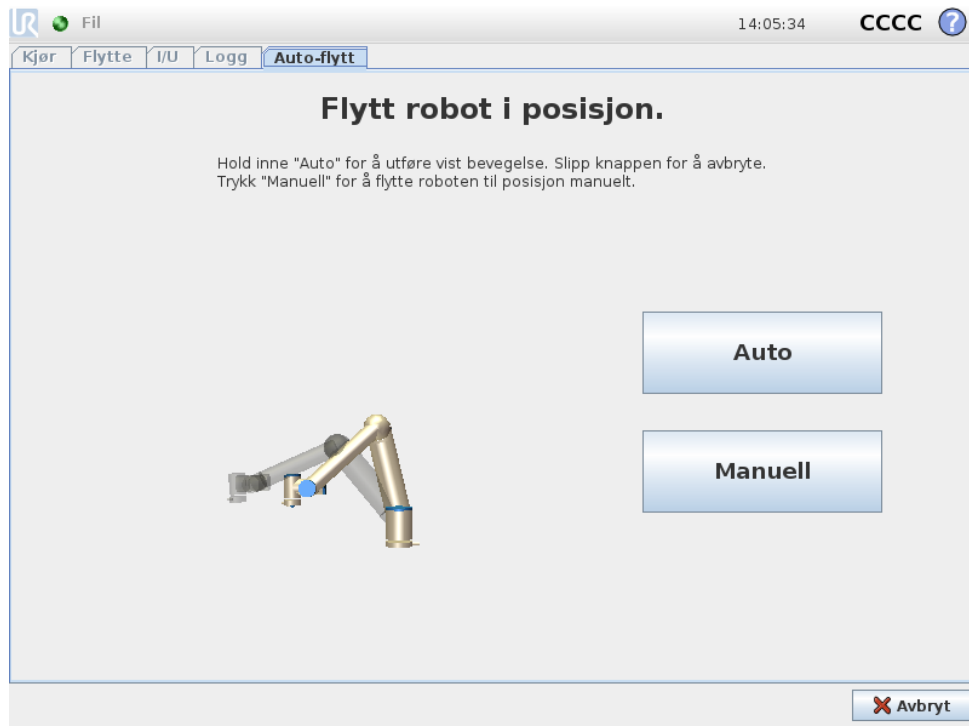 UR Fil 14:05:34 CCCC ?
Kjør Flytte I/U Logg Auto-flytt
Flytt robot i posisjon.
Hold inne "Auto" for å utføre vist bevegelse. Slipp knappen for å avbryte.
Trykk "Manuell" for å flytte roboten til posisjon manuelt.
Auto
Manuell
Avbryt